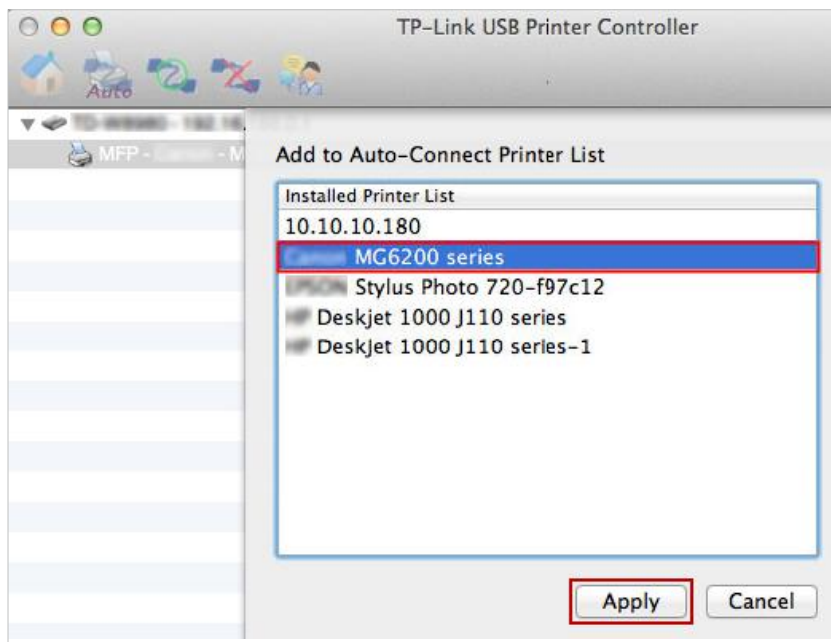 TP-Link USB Printer Controller
Auto
MFP -
Add to Auto-Connect Printer List
Installed Printer List
10.10.10.180
MG6200 series
Stylus Photo 720-f97c12
Deskjet 1000 J110 series
Deskjet 1000 J110 series-1
Apply
Cancel